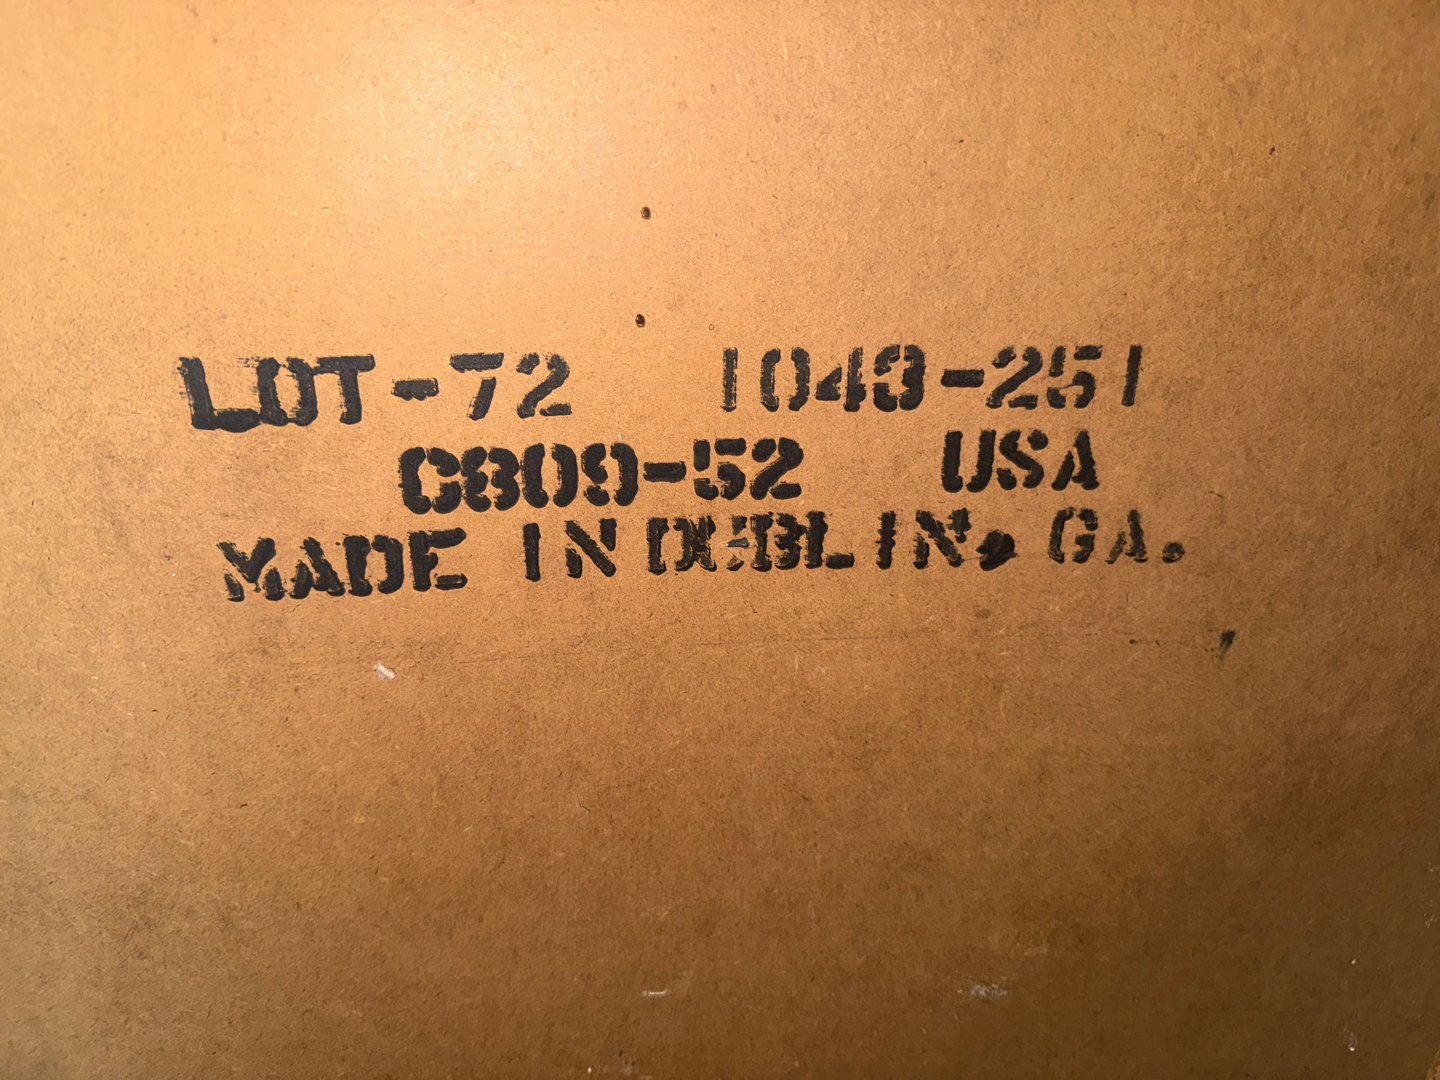 LOT-72 1043-251
C809-52 USA
MADE IN DUBLIN, GA.